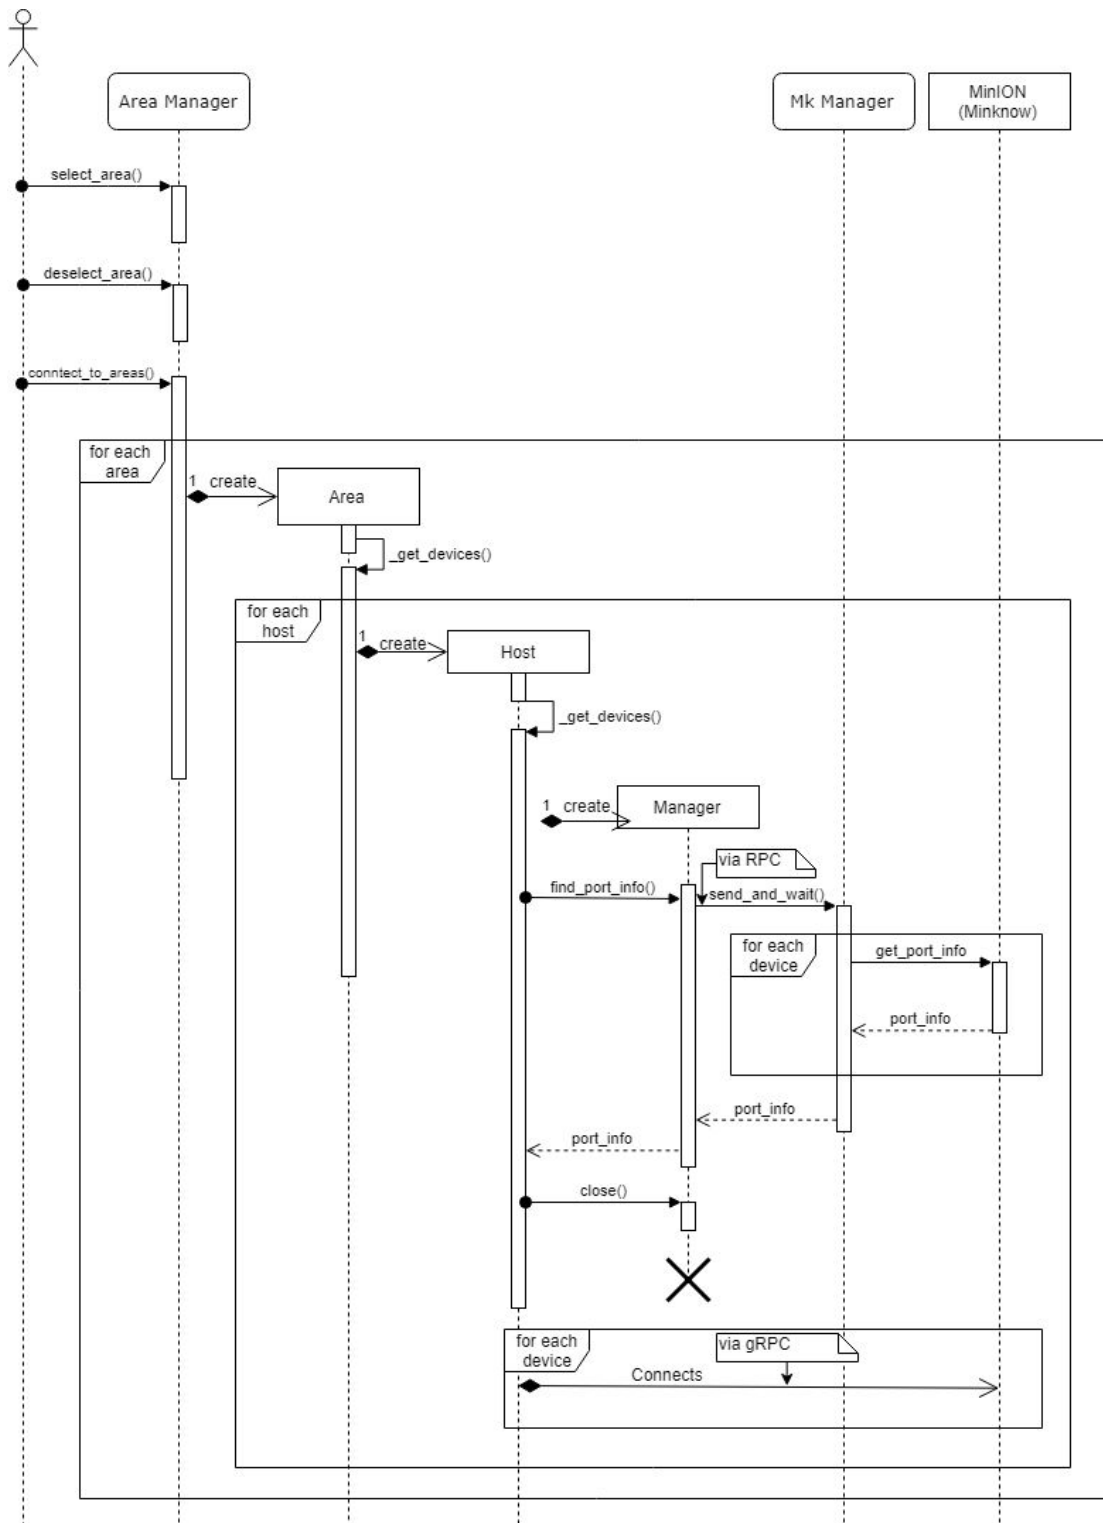 Area Manager
Mk Manager
MinION
(Minknow)
select_area()
deselect_area()
conntect_to_areas()
for each
area
1 create
Area
_get_devices()
for each
host
1
create
Host
_get_devices()
1 create
Manager
via RPC
find_port_info()
send_and_wait()
for each
device
get_port_info
port_info
port_info
port_info
close()
for each
device
via gRPC
Connects